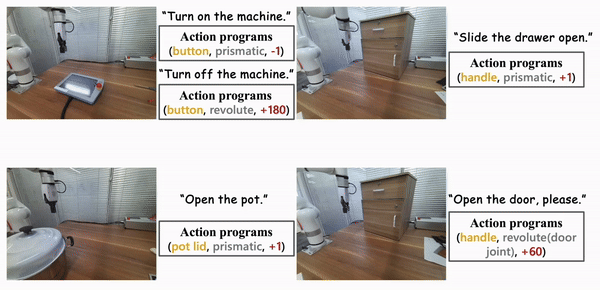 “Turn on the machine.”
Action programs
(button, prismatic, -1)
“Turn off the machine.”
Action programs
(button, revolute, +180)
“Slide the drawer open.”
Action programs
(handle, prismatic, +1)
“Open the pot.”
Action programs
(pot lid, prismatic, +1)
“Open the door, please.”
Action programs
(handle, revolute(door
joint), +60)